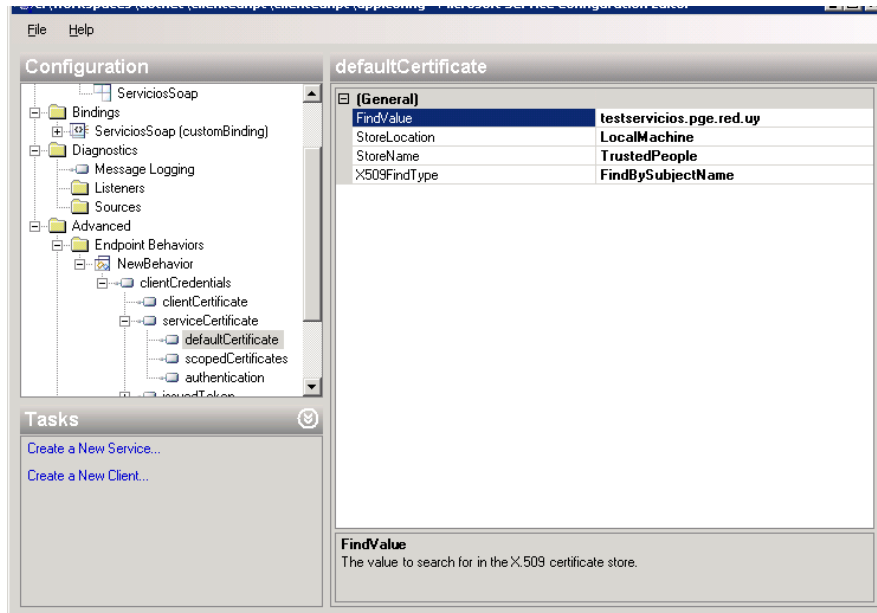 File Help
Configuration
ServiciosSoap
Bindings
ServiciosSoap (customBinding)
Diagnostics
Message Logging
Listeners
Sources
Advanced
Endpoint Behaviors
NewBehavior
clientCredentials
clientCertificate
serviceCertificate
defaultCertificate
scopedCertificates
authentication
Tasks
Create a New Service...
Create a New Client...
defaultCertificate
(General)
FindValue testservicios.pge.red.uy
StoreLocation LocalMachine
StoreName TrustedPeople
X509FindType FindBySubjectName
FindValue
The value to search for in the X.509 certificate store.